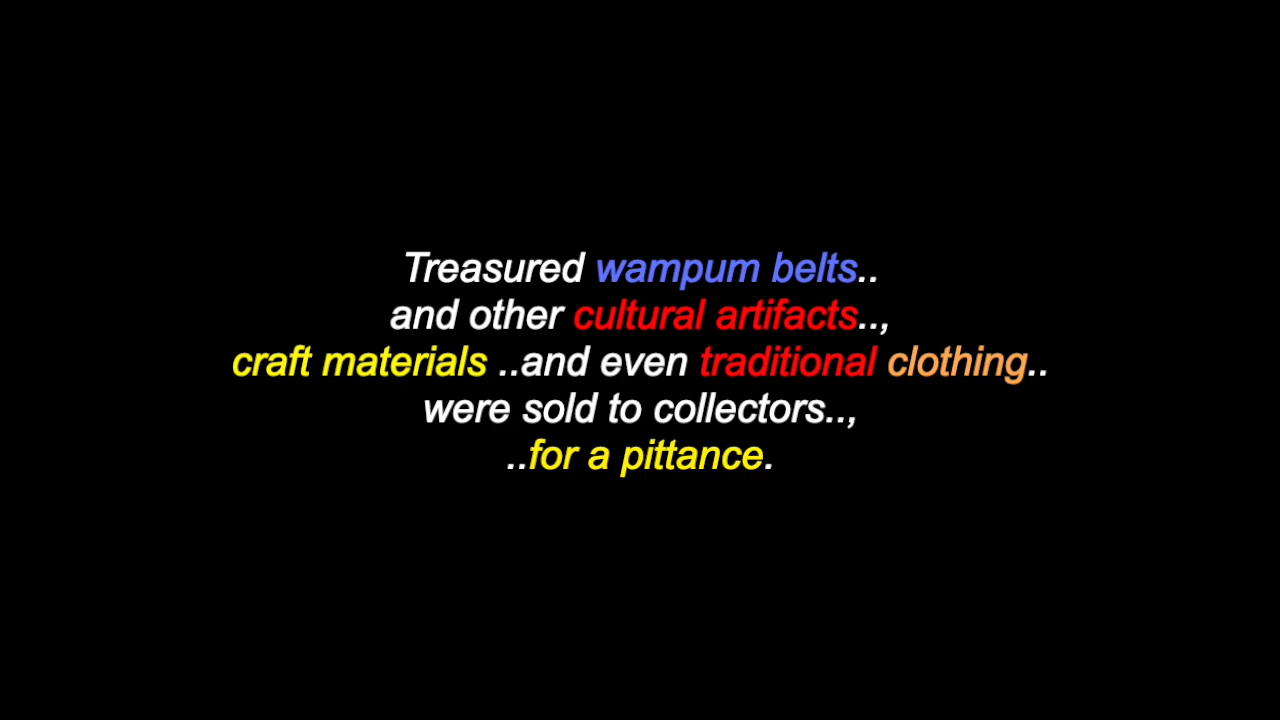 Treasured wampum belts..
and other cultural artifacts..,
craft materials ..and even traditional clothing..
were sold to collectors..,
..for a pittance.